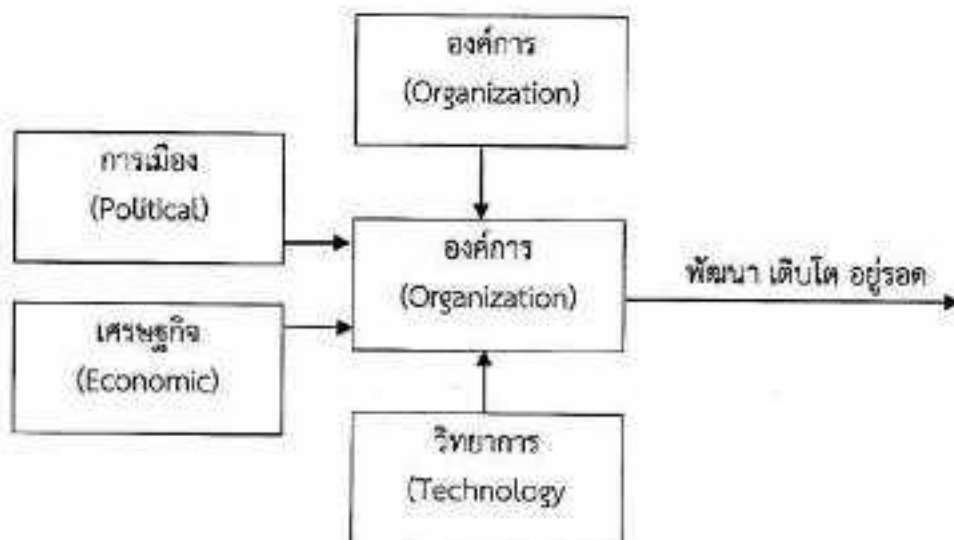 องค์การ
(Organization)
การเมือง
(Political)
องค์การ
(Organization)
พัฒนา เติบโต อยู่รอด
เศรษฐกิจ
(Economic)
วิทยาการ
(Technology